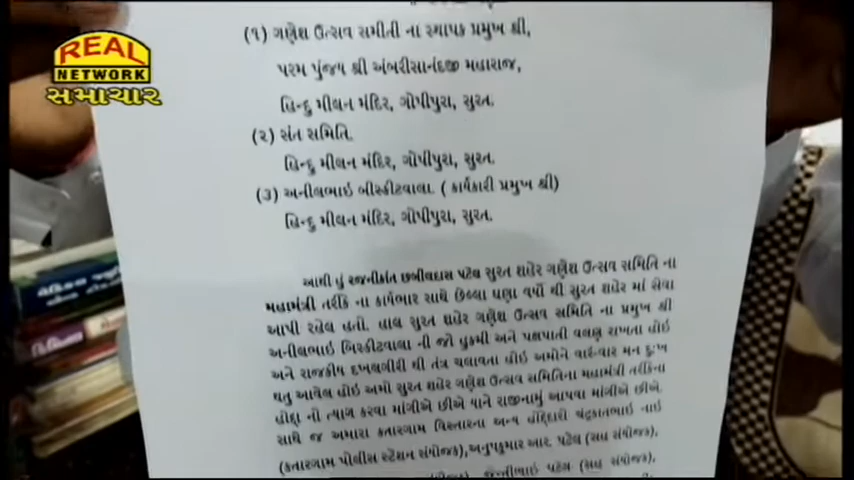 REAL
NETWORK
સમાચાર
(૧) ગણેશ ઉત્સવ સમીતી ના સ્થાપક પ્રમુખ શ્રી,
પરમ પુંજય શ્રી અંબરીસાનંદજી મહારાજ,
હિન્દુ મીલન મંદિર, ગોપીપુરા, સુરત.
(૨) સંત સમિતિ.
હિન્દુ મીલન મંદિર, ગોપીપુરા, સુરત.
(૩) અનીલભાઇ બીસ્કીટવાલા. ( કાર્યકારી પ્રમુખ શ્રી)
હિન્દુ મીલન મંદિર, ગોપીપુરા, સુરત.
આથી હું રજનીકાંત છબીલદાસ પટેલ સુરત શહેર ગણેશ ઉત્સવ સમિતિ ના
મહામંત્રી તરીકે ના કાર્યભાર સાથે છેલ્લા ઘણા વર્ષો થી સુરત શહેર માં સેવા
આપી રહેલ હતો. હાલ સુરત શહેર ગણેશ ઉત્સવ સમિતિ ના પ્રમુખ શ્રી
અનીલભાઇ બિસ્કીટવાલા ની જો હુકમી અને પક્ષપાતી વલણ રાખતા હોઇ
અને રાજકીય દખલગીરી થી તંત્ર ચલાવતા હોઇ અમોને વારંવાર મન દુઃખ
થતુ આવેલ હોઇ અમો સુરત શહેર ગણેશ ઉત્સવ સમિતિના મહામંત્રી તરીકેના
હોદ્દા નો ત્યાગ કરવા માંગીએ છીએ યાને રાજીનામું આપવા માંગીએ છીએ.
સાથે જ અમારા કતારગામ વિસ્તારના અન્ય હોદ્દેદારો ચંદ્રકાંતભાઇ નાઇ
(કતારગામ પોલીસ સ્ટેશન સંયોજક),અનુપકુમાર આર. પટેલ (સહ સંયોજક),
જેન્તીભાઇ પટેલ (સહ સંયોજક),